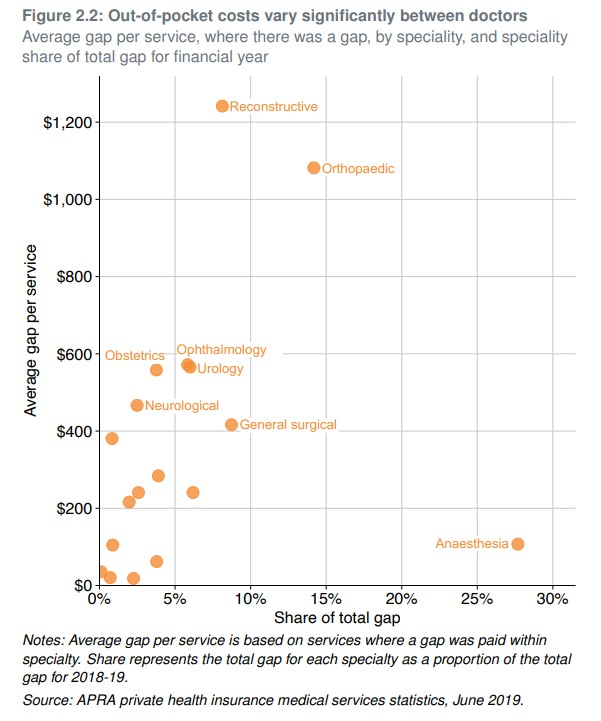 Figure 2.2: Out-of-pocket costs vary significantly between doctors
Average gap per service, where there was a gap, by speciality, and speciality
share of total gap for financial year
Reconstructive
$1,200
Orthopaedic
$1,000
$800
Average gap per service
Ophthalmology
$600
Obstetrics
Urology
Neurological
General surgical
$400
$200
Anaesthesia
$0
0% 5% 10% 15% 20% 25% 30%
Share of total gap
Notes: Average gap per service is based on services where a gap was paid within
specialty. Share represents the total gap for each specialty as a proportion of the total
gap for 2018-19.
Source: APRA private health insurance medical services statistics, June 2019.